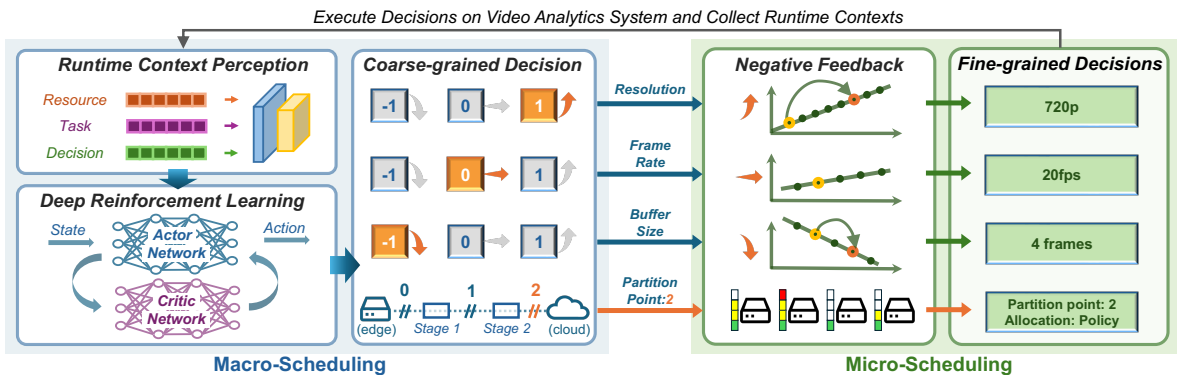 Execute Decisions on Video Analytics System and Collect Runtime Contexts
Runtime Context Perception
Resource
Task
Decision
Deep Reinforcement Learning
State
Actor
Network
Action
Critic
Network
Coarse-grained Decision
-1 0 1
-1 0 1
-1 0 1
0 1 2
(edge) Stage 1 Stage 2 (cloud)
Macro-Scheduling
Resolution
Frame
Rate
Buffer
Size
Partition
Point:2
Negative Feedback
Fine-grained Decisions
720p
20fps
4 frames
Partition point: 2
Allocation: Policy
Micro-Scheduling